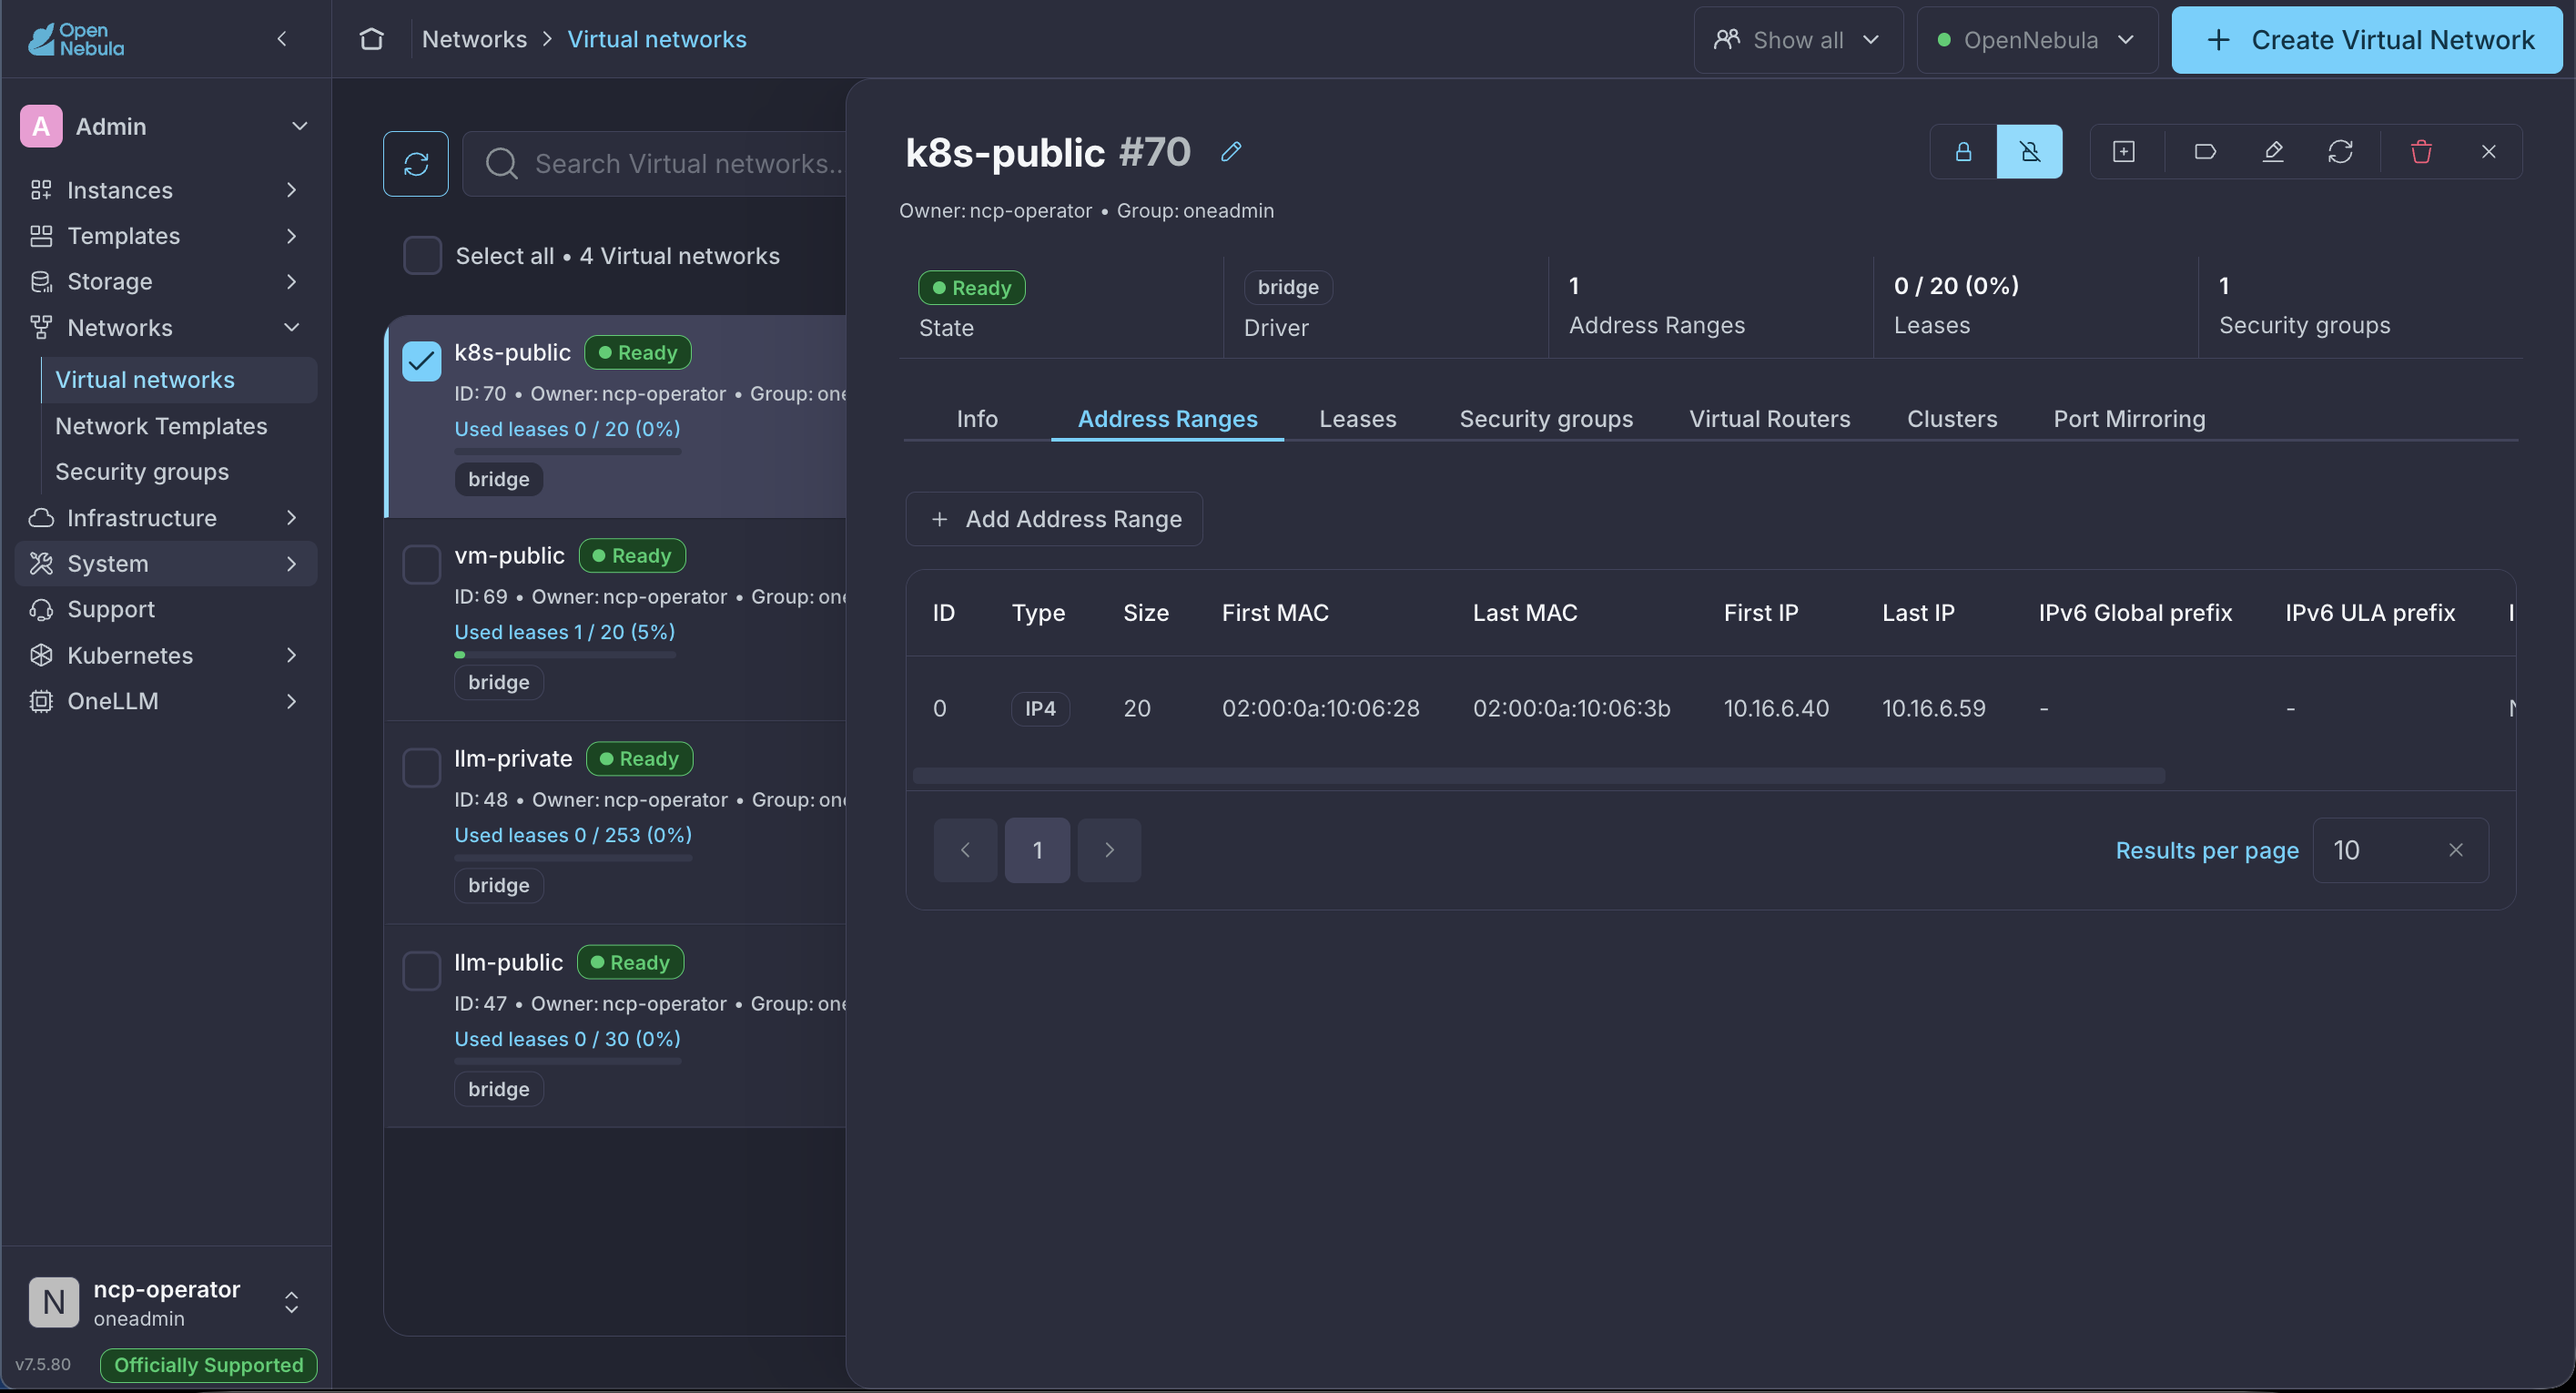 Open
Nebula
Networks > Virtual networks
Show all
OpenNebula
+ Create Virtual Network
A Admin
Instances
Templates
Storage
Networks
Virtual networks
Network Templates
Security groups
Infrastructure
System
Support
Kubernetes
OneLLM
N
ncp-operator
oneadmin
v7.5.80
Officially Supported
Search Virtual networks..
Select all • 4 Virtual networks
k8s-public Ready
ID: 70 • Owner: ncp-operator • Group: one
Used leases 0 / 20 (0%)
bridge
vm-public Ready
ID: 69 • Owner: ncp-operator • Group: one
Used leases 1 / 20 (5%)
bridge
llm-private Ready
ID: 48 • Owner: ncp-operator • Group: one
Used leases 0 / 253 (0%)
bridge
llm-public Ready
ID: 47 • Owner: ncp-operator • Group: one
Used leases 0 / 30 (0%)
bridge
k8s-public #70
Owner: ncp-operator • Group: oneadmin
Ready
State
bridge
Driver
1
Address Ranges
0 / 20 (0%)
Leases
1
Security groups
Info Address Ranges Leases Security groups Virtual Routers Clusters Port Mirroring
+ Add Address Range
ID Type Size First MAC Last MAC First IP Last IP IPv6 Global prefix IPv6 ULA prefix
0 IP4 20 02:00:0a:10:06:28 02:00:0a:10:06:3b 10.16.6.40 10.16.6.59 - -
< 1 >
Results per page 10